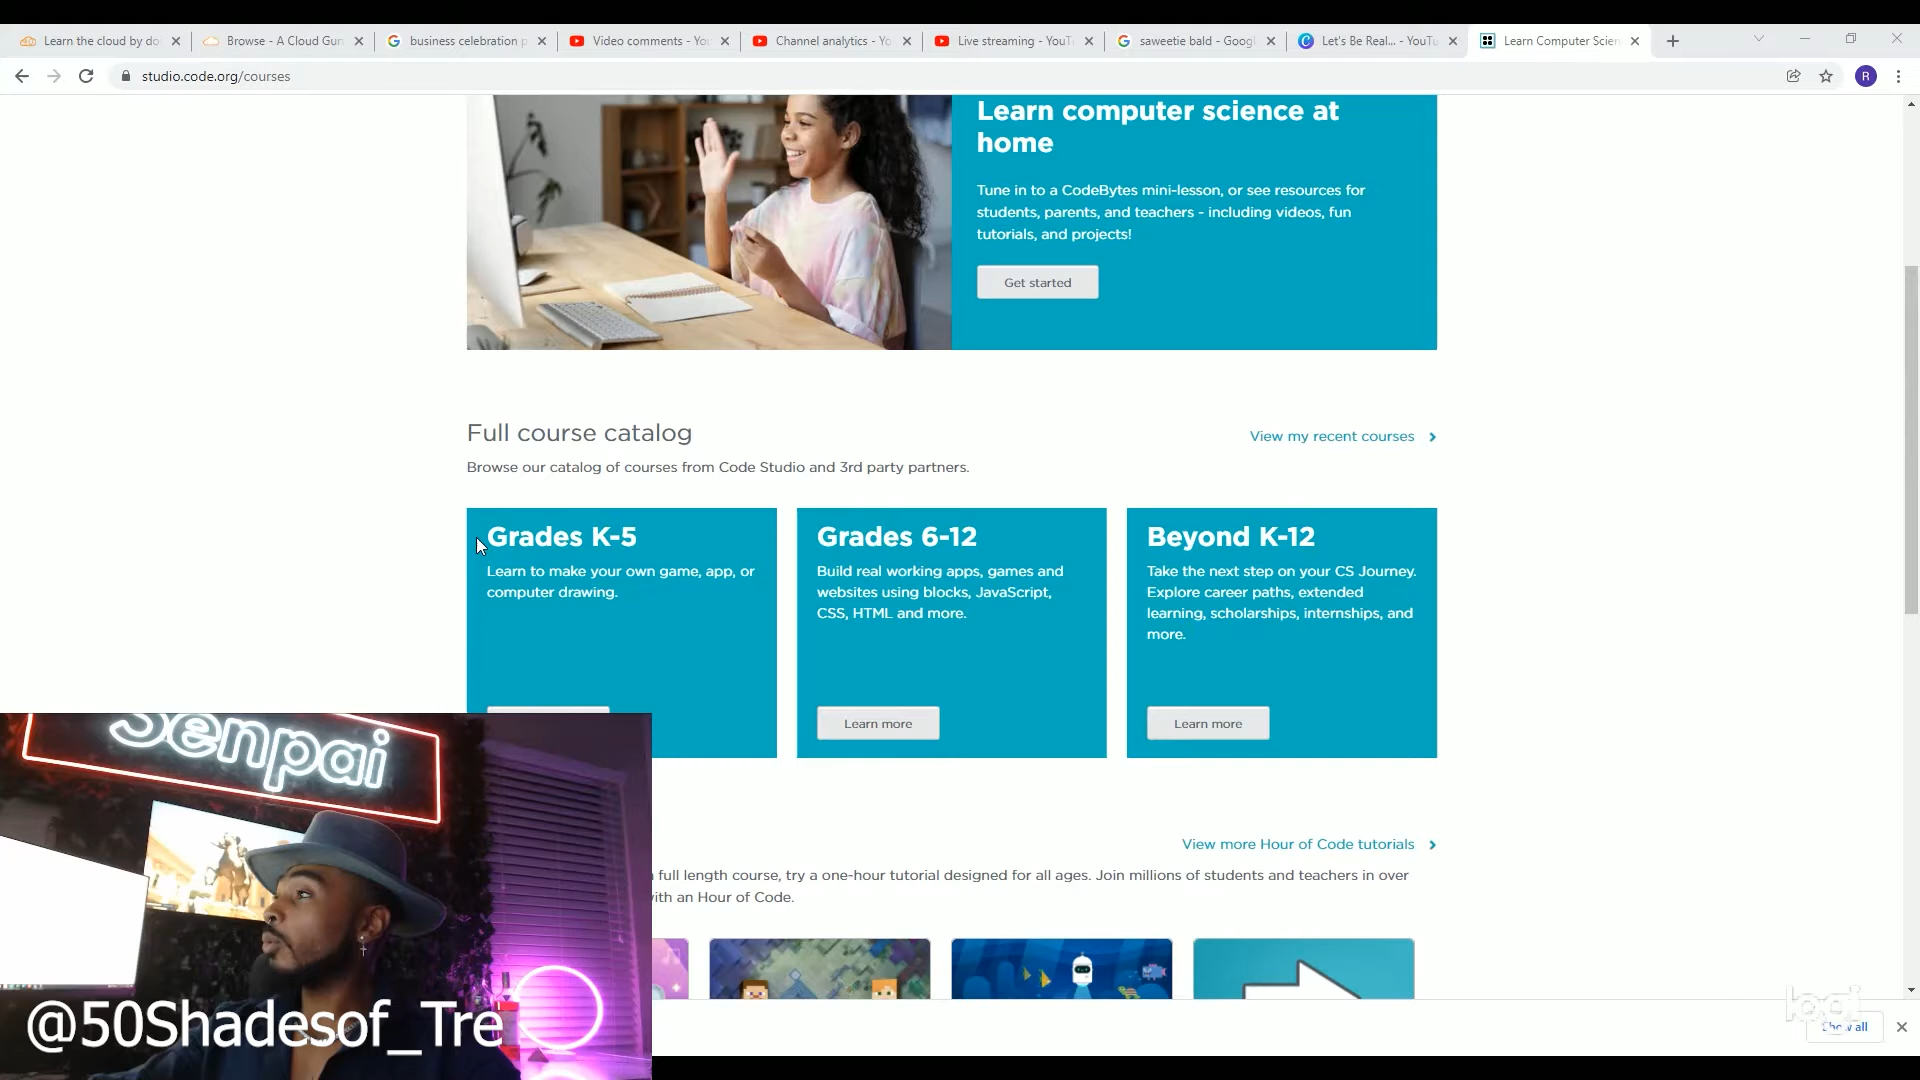 Learn the cloud by do
Browse - A Cloud Gur
business celebration p
Video comments - You
Channel analytics - Yo
Live streaming - YouT
saweetie bald - Googl
Let's Be Real... - YouTu
Learn Computer Scien
studio.code.org/courses
R
Learn computer science at
home
Tune in to a CodeBytes mini-lesson, or see resources for
students, parents, and teachers - including videos, fun
tutorials, and projects!
Get started
Full course catalog
View my recent courses
Browse our catalog of courses from Code Studio and 3rd party partners.
Grades K-5
Learn to make your own game, app, or
computer drawing.
Grades 6-12
Build real working apps, games and
websites using blocks, JavaScript,
CSS, HTML and more.
Learn more
Beyond K-12
Take the next step on your CS Journey.
Explore career paths, extended
learning, scholarships, internships, and
more.
Learn more
View more Hour of Code tutorials
full length course, try a one-hour tutorial designed for all ages. Join millions of students and teachers in over
with an Hour of Code.
Senpai
@50Shadesof_Tre
logi
Show all